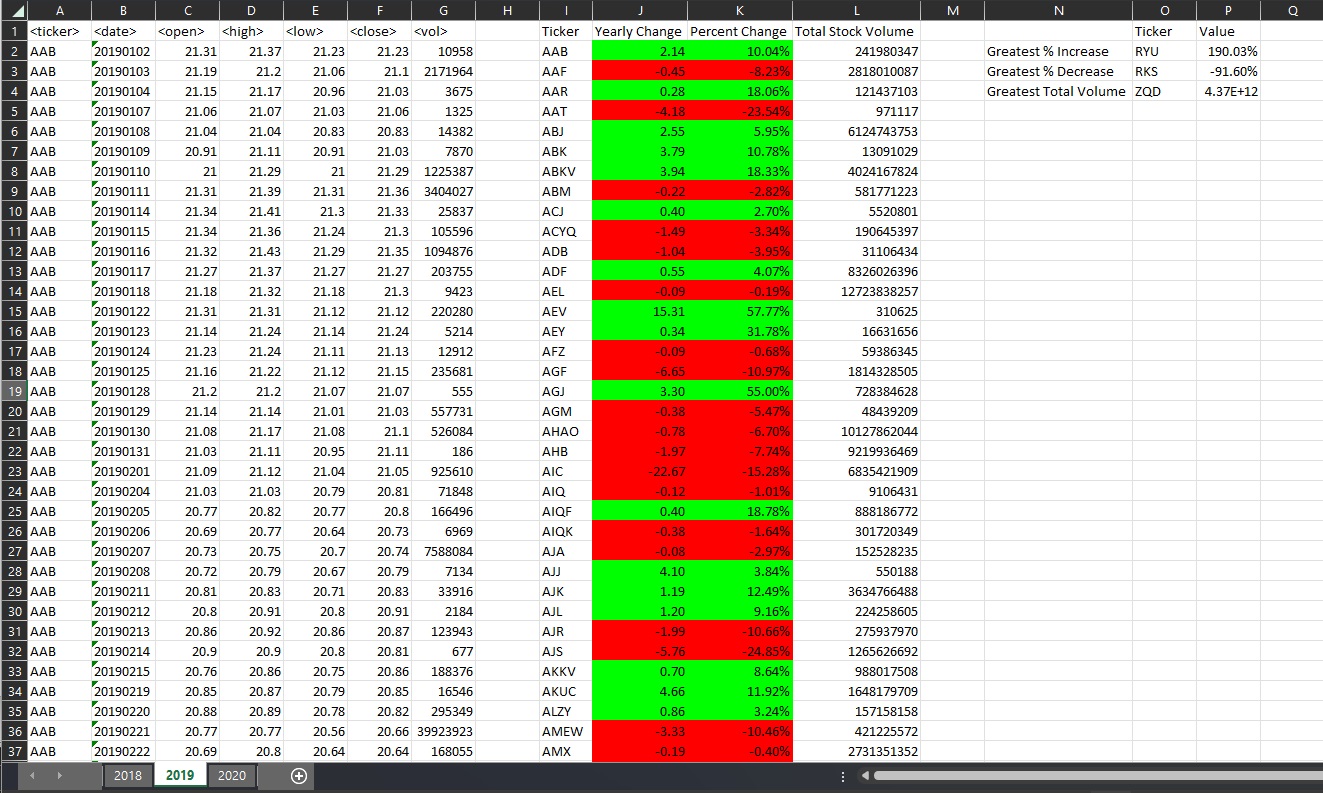 A B C D E F G H I J K L M N O P Q
1 <ticker> <date> <open> <high> <low> <close> <vol> Ticker Yearly Change Percent Change Total Stock Volume Ticker Value
2 AAB 20190102 21.31 21.37 21.23 21.23 10958 AAB 2.14 10.04% 241980347 Greatest % Increase RYU 190.03%
3 AAB 20190103 21.19 21.2 21.06 21.1 2171964 AAF -0.45 -8.23% 2818010087 Greatest % Decrease RKS -91.60%
4 AAB 20190104 21.15 21.17 20.96 21.03 3675 AAR 0.28 18.06% 121437103 Greatest Total Volume ZQD 4.37E+12
5 AAB 20190107 21.06 21.07 21.03 21.06 1325 AAT -4.18 -23.54% 971117
6 AAB 20190108 21.04 21.04 20.83 20.83 14382 ABJ 2.55 5.95% 6124743753
7 AAB 20190109 20.91 21.11 20.91 21.03 7870 ABK 3.79 10.78% 13091029
8 AAB 20190110 21 21.29 21 21.29 1225387 ABKV 3.94 18.33% 4024167824
9 AAB 20190111 21.31 21.39 21.31 21.36 3404027 ABM -0.22 -2.82% 581771223
10 AAB 20190114 21.34 21.41 21.3 21.33 25837 ACJ 0.40 2.70% 5520801
11 AAB 20190115 21.34 21.36 21.24 21.3 105596 ACYQ -1.49 -3.34% 190645397
12 AAB 20190116 21.32 21.43 21.29 21.35 1094876 ADB -1.04 -3.95% 31106434
13 AAB 20190117 21.27 21.37 21.27 21.27 203755 ADF 0.55 4.07% 8326026396
14 AAB 20190118 21.18 21.32 21.18 21.3 9423 AEL -0.09 -0.19% 12723838257
15 AAB 20190122 21.31 21.31 21.12 21.12 220280 AEV 15.31 57.77% 310625
16 AAB 20190123 21.14 21.24 21.14 21.24 5214 AEY 0.34 31.78% 16631656
17 AAB 20190124 21.23 21.24 21.11 21.13 12912 AFZ -0.09 -0.68% 59386345
18 AAB 20190125 21.16 21.22 21.12 21.15 235681 AGF -6.65 -10.97% 1814328505
19 AAB 20190128 21.2 21.2 21.07 21.07 555 AGJ 3.30 55.00% 728384628
20 AAB 20190129 21.14 21.14 21.01 21.03 557731 AGM -0.38 -5.47% 48439209
21 AAB 20190130 21.08 21.17 21.08 21.1 526084 AHAO -0.78 -6.70% 10127862044
22 AAB 20190131 21.03 21.11 20.95 21.11 186 AHB -1.97 -7.74% 9219936469
23 AAB 20190201 21.09 21.12 21.04 21.05 925610 AIC -22.67 -15.28% 6835421909
24 AAB 20190204 21.03 21.03 20.79 20.81 71848 AIQ -0.12 -1.01% 9106431
25 AAB 20190205 20.77 20.82 20.77 20.8 166496 AIQF 0.40 18.78% 888186772
26 AAB 20190206 20.69 20.77 20.64 20.73 6969 AIQK -0.38 -1.64% 301720349
27 AAB 20190207 20.73 20.75 20.7 20.74 7588084 AJA -0.08 -2.97% 152528235
28 AAB 20190208 20.72 20.79 20.67 20.79 7134 AJJ 4.10 3.84% 550188
29 AAB 20190211 20.81 20.83 20.71 20.83 33916 AJK 1.19 12.49% 3634766488
30 AAB 20190212 20.8 20.91 20.8 20.91 2184 AJL 1.20 9.16% 224258605
31 AAB 20190213 20.86 20.92 20.86 20.87 123943 AJR -1.99 -10.66% 275937970
32 AAB 20190214 20.9 20.9 20.8 20.81 677 AJS -5.76 -24.85% 1265626692
33 AAB 20190215 20.76 20.86 20.75 20.86 188376 AKKV 0.70 8.64% 988017508
34 AAB 20190219 20.85 20.87 20.79 20.85 16546 AKUC 4.66 11.92% 1648179709
35 AAB 20190220 20.88 20.89 20.78 20.82 295349 ALZY 0.86 3.24% 157158158
36 AAB 20190221 20.77 20.77 20.56 20.66 39923923 AMEW -3.33 -10.46% 421225572
37 AAB 20190222 20.69 20.8 20.64 20.64 168055 AMX -0.19 -0.40% 2731351352
2018 2019 2020